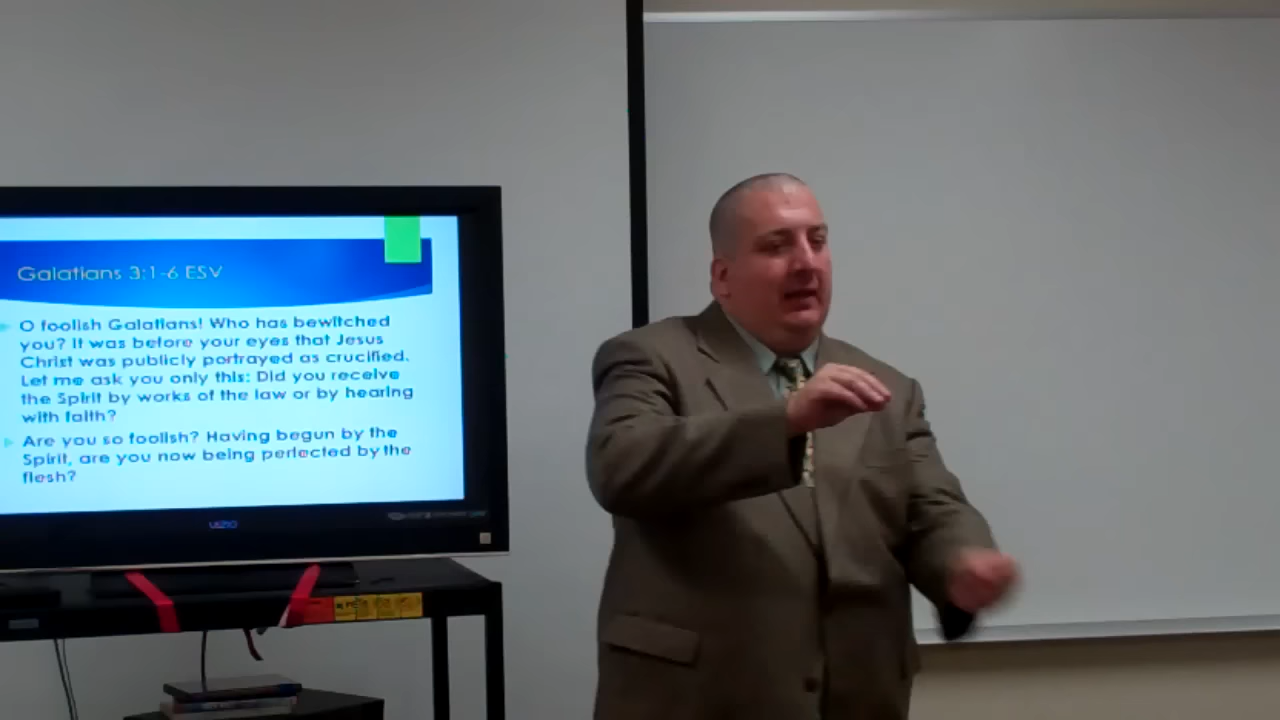 Galatians 3:1-6 ESV
O foolish Galatians! Who has bewitched
you? It was before your eyes that Jesus
Christ was publicly portrayed as crucified.
Let me ask you only this: Did you receive
the Spirit by works of the law or by hearing
with faith?
Are you so foolish? Having begun by the
Spirit, are you now being perfected by the
flesh?
VIZIO